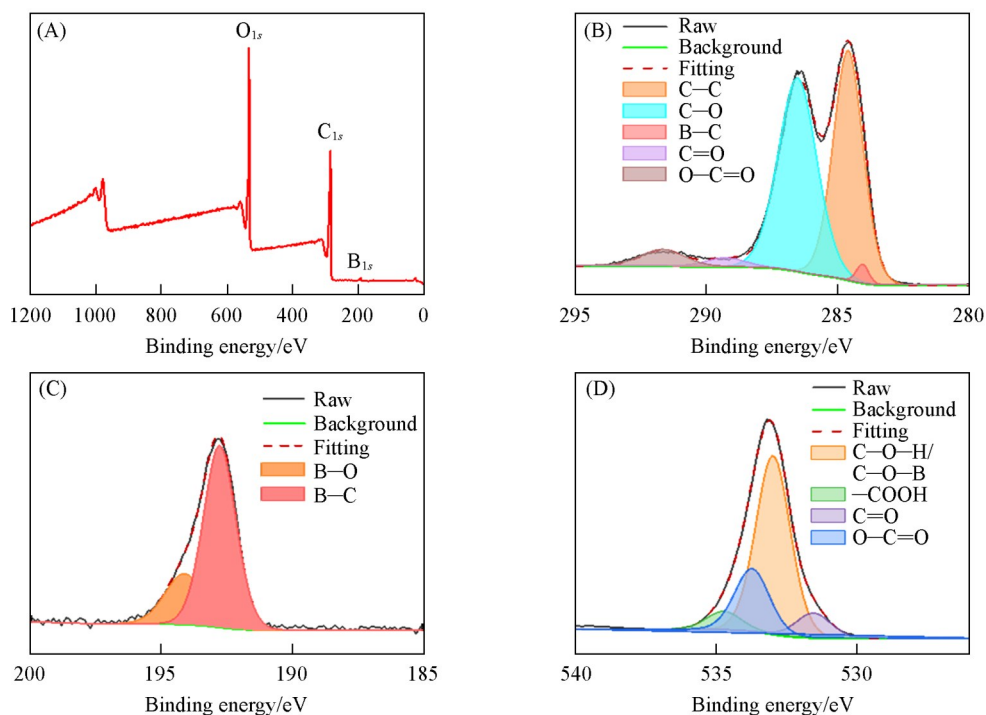 (A)
O1s
C1s
B1s
1200 1000 800 600 400 200 0
Binding energy/eV
(B)
Raw
Background
Fitting
C—C
C—O
B—C
C=O
O—C=O
295 290 285 280
Binding energy/eV
(C)
Raw
Background
Fitting
B—O
B—C
200 195 190 185
Binding energy/eV
(D)
Raw
Background
Fitting
C—O—H/
C—O—B
—COOH
C=O
O—C=O
540 535 530
Binding energy/eV